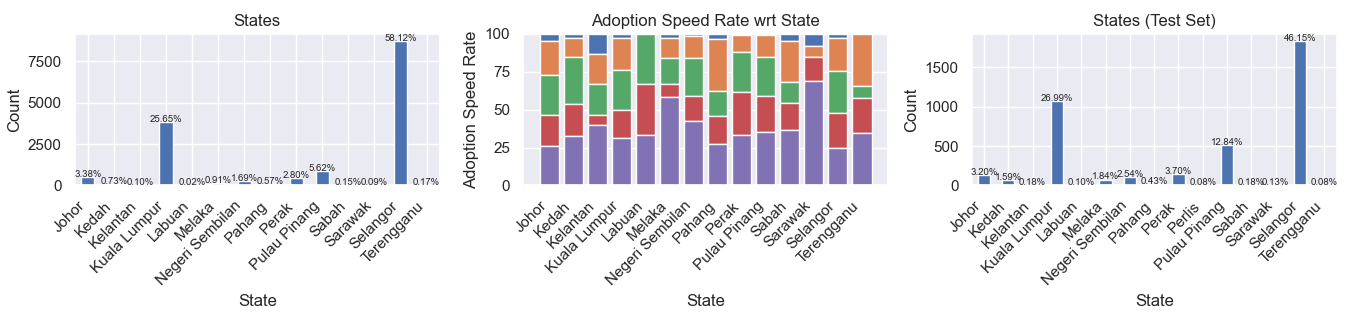 States
Count
7500
5000
2500
0
3.38%
0.73%
0.10%
25.65%
0.02%
0.91%
1.69%
0.57%
2.80%
5.62%
0.15%
0.09%
58.12%
0.17%
Johor
Kedah
Kelantan
Kuala Lumpur
Labuan
Melaka
Negeri Sembilan
Pahang
Perak
Pulau Pinang
Sabah
Sarawak
Selangor
Terengganu
State
Adoption Speed Rate wrt State
Adoption Speed Rate
100
75
50
25
0
Johor
Kedah
Kelantan
Kuala Lumpur
Labuan
Melaka
Negeri Sembilan
Pahang
Perak
Pulau Pinang
Sabah
Sarawak
Selangor
Terengganu
State
States (Test Set)
Count
1500
1000
500
0
3.20%
1.59%
0.18%
26.99%
0.10%
1.84%
2.54%
0.43%
3.70%
0.08%
12.84%
0.18%
0.13%
46.15%
0.08%
Johor
Kedah
Kelantan
Kuala Lumpur
Labuan
Melaka
Negeri Sembilan
Pahang
Perak
Perlis
Pulau Pinang
Sabah
Sarawak
Selangor
Terengganu
State